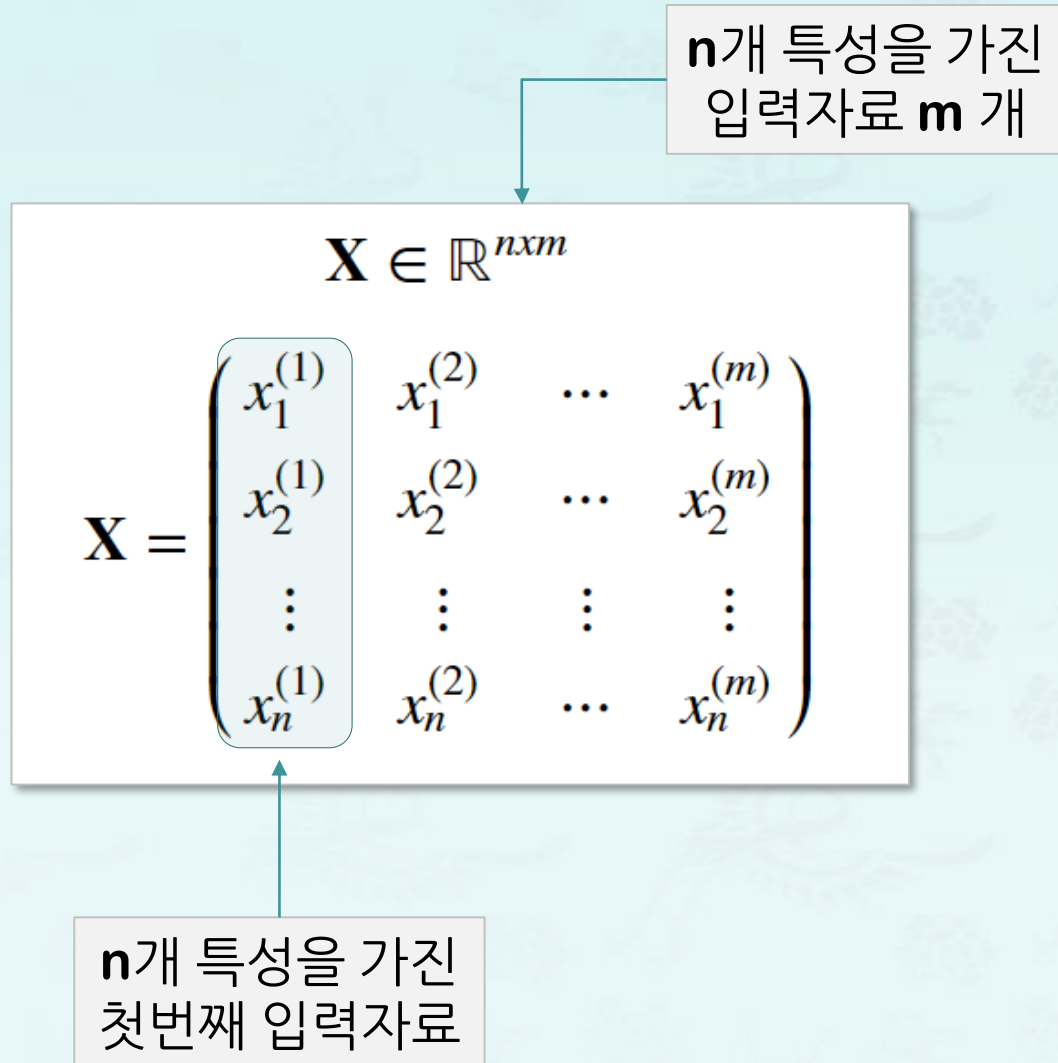 n개 특성을 가진
입력자료 m 개
X ∈ ℝ^{nxm}
X = ( x_1^{(1)} x_1^{(2)} ⋯ x_1^{(m)}
x_2^{(1)} x_2^{(2)} ⋯ x_2^{(m)}
⋮ ⋮ ⋮ ⋮
x_n^{(1)} x_n^{(2)} ⋯ x_n^{(m)} )
n개 특성을 가진
첫번째 입력자료